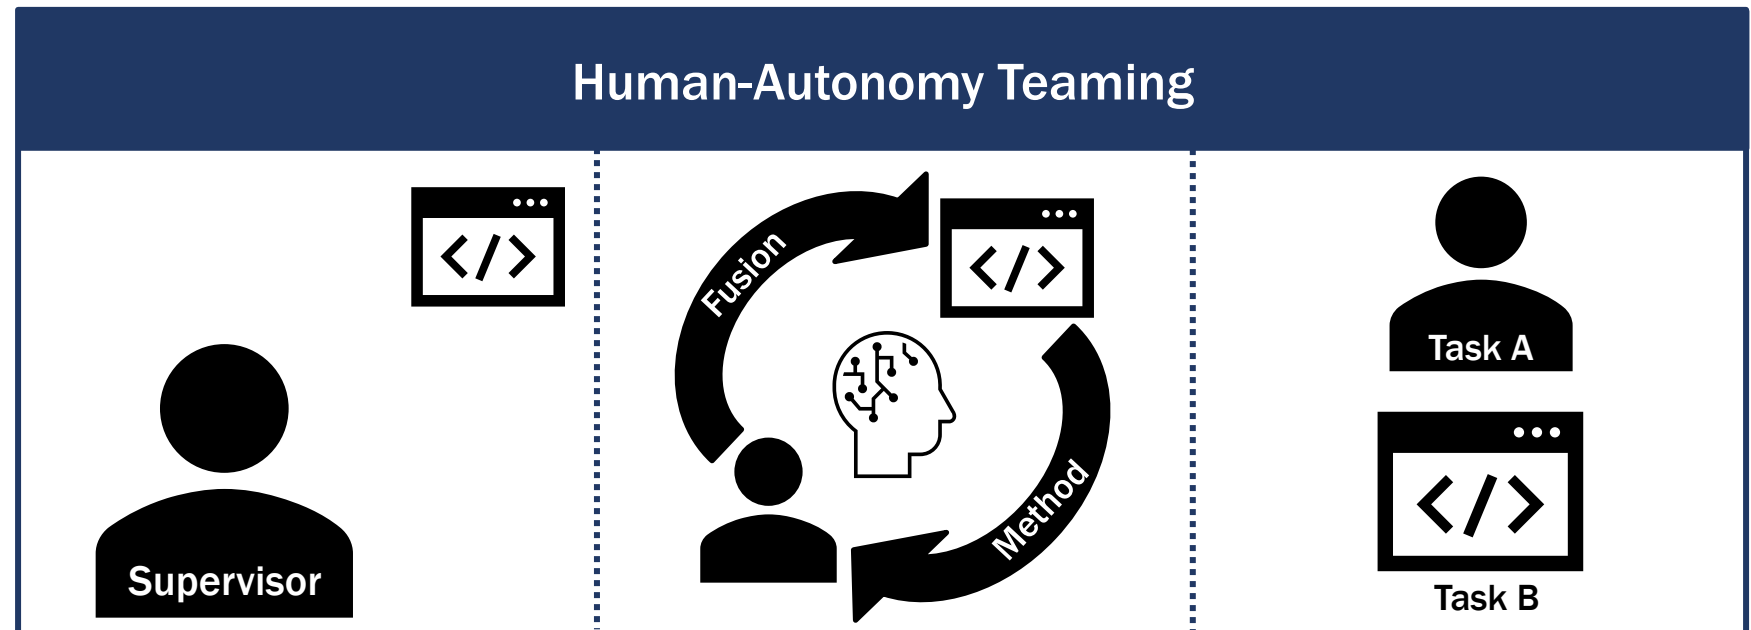 Human-Autonomy Teaming
Supervisor
</>
Fusion
</>
Method
Task A
</>
Task B